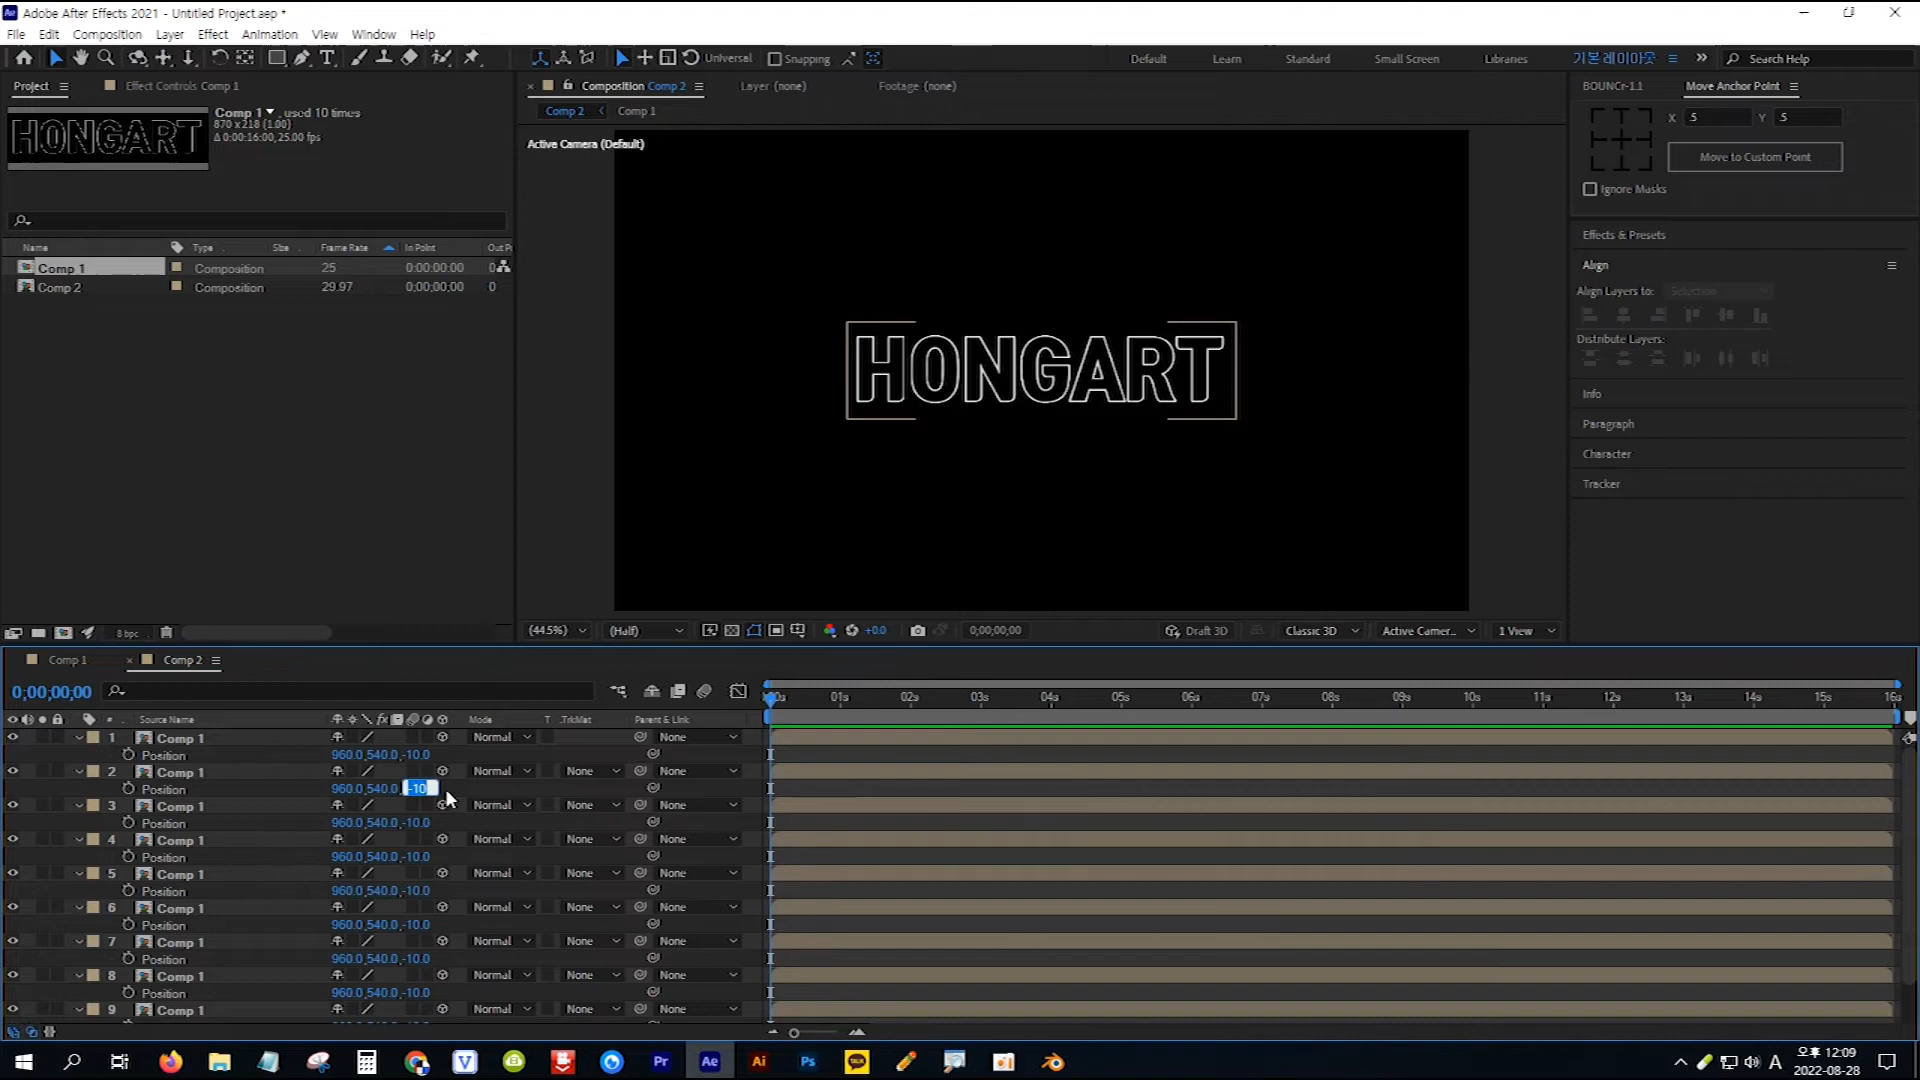 Adobe After Effects 2021 - Untitled Project.aep *
File Edit Composition Layer Effect Animation View Window Help
Universal Snapping Default Learn Standard Small Screen Libraries 기본 레이아웃 Search Help
Project Effect Controls Comp 1
Composition Comp 2 Layer (none) Footage (none)
BOUNCr-1.1 Move Anchor Point
Comp 1 , used 10 times
870 x 218 (1.00)
Δ 0:00:16:00, 25.00 fps
HONGART
Comp 2 Comp 1
X .5 Y .5
Active Camera (Default)
Move to Custom Point
Ignore Masks
Effects & Presets
Name Type Size Frame Rate In Point Out P
Comp 1 Composition 25 0:00:00:00 0
Comp 2 Composition 29.97 0;00;00;00 0
Align
Align Layers to: Selection
Distribute Layers:
HONGART
Info
Paragraph
Character
Tracker
8 bpc
(44.5%) (Half) +0.0 0;00;00;00 Draft 3D Classic 3D Active Camer... 1 View
Comp 1 Comp 2
0;00;00;00
:00s 01s 02s 03s 04s 05s 06s 07s 08s 09s 10s 11s 12s 13s 14s 15s 16s
# Source Name fx Mode T .TrkMat Parent & Link
1 Comp 1 Normal None
Position 960.0,540.0,-10.0
2 Comp 1 Normal None None
Position 960.0,540.0, -10
3 Comp 1 Normal None None
Position 960.0,540.0,-10.0
4 Comp 1 Normal None None
Position 960.0,540.0,-10.0
5 Comp 1 Normal None None
Position 960.0,540.0,-10.0
6 Comp 1 Normal None None
Position 960.0,540.0,-10.0
7 Comp 1 Normal None None
Position 960.0,540.0,-10.0
8 Comp 1 Normal None None
Position 960.0,540.0,-10.0
9 Comp 1 Normal None None
Pr Ae Ai Ps TALK A 오후 12:09
2022-08-28